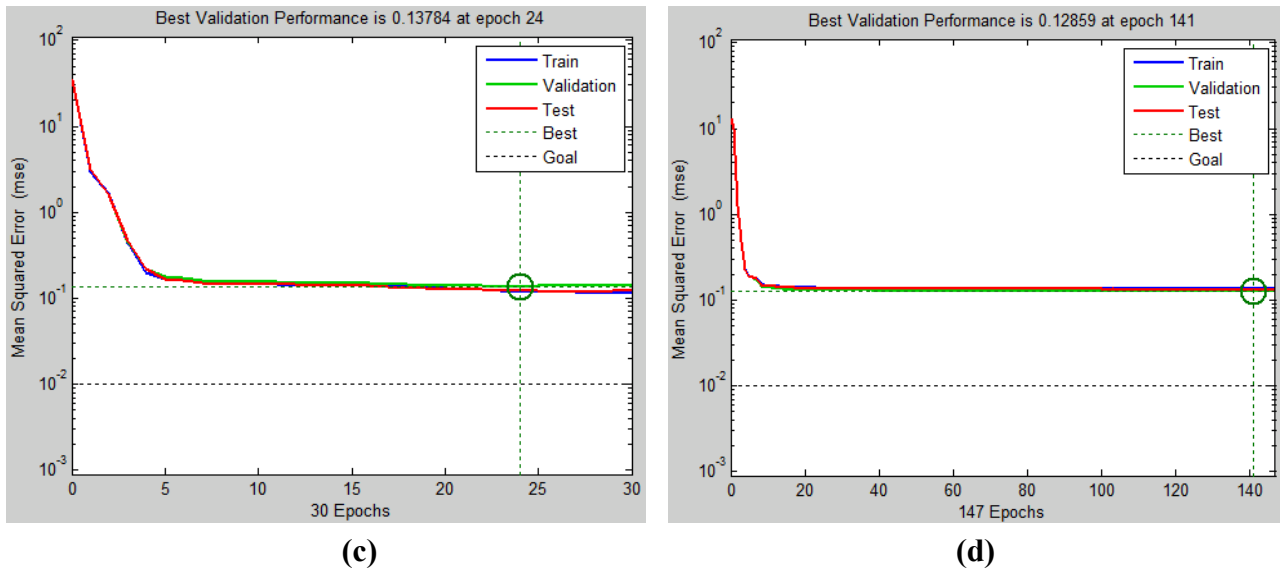 Best Validation Performance is 0.13784 at epoch 24
Mean Squared Error (mse)
10^2
10^1
10^0
10^-1
10^-2
10^-3
Train
Validation
Test
Best
Goal
0 5 10 15 20 25 30
30 Epochs
(c)
Best Validation Performance is 0.12859 at epoch 141
Mean Squared Error (mse)
10^2
10^1
10^0
10^-1
10^-2
10^-3
Train
Validation
Test
Best
Goal
0 20 40 60 80 100 120 140
147 Epochs
(d)